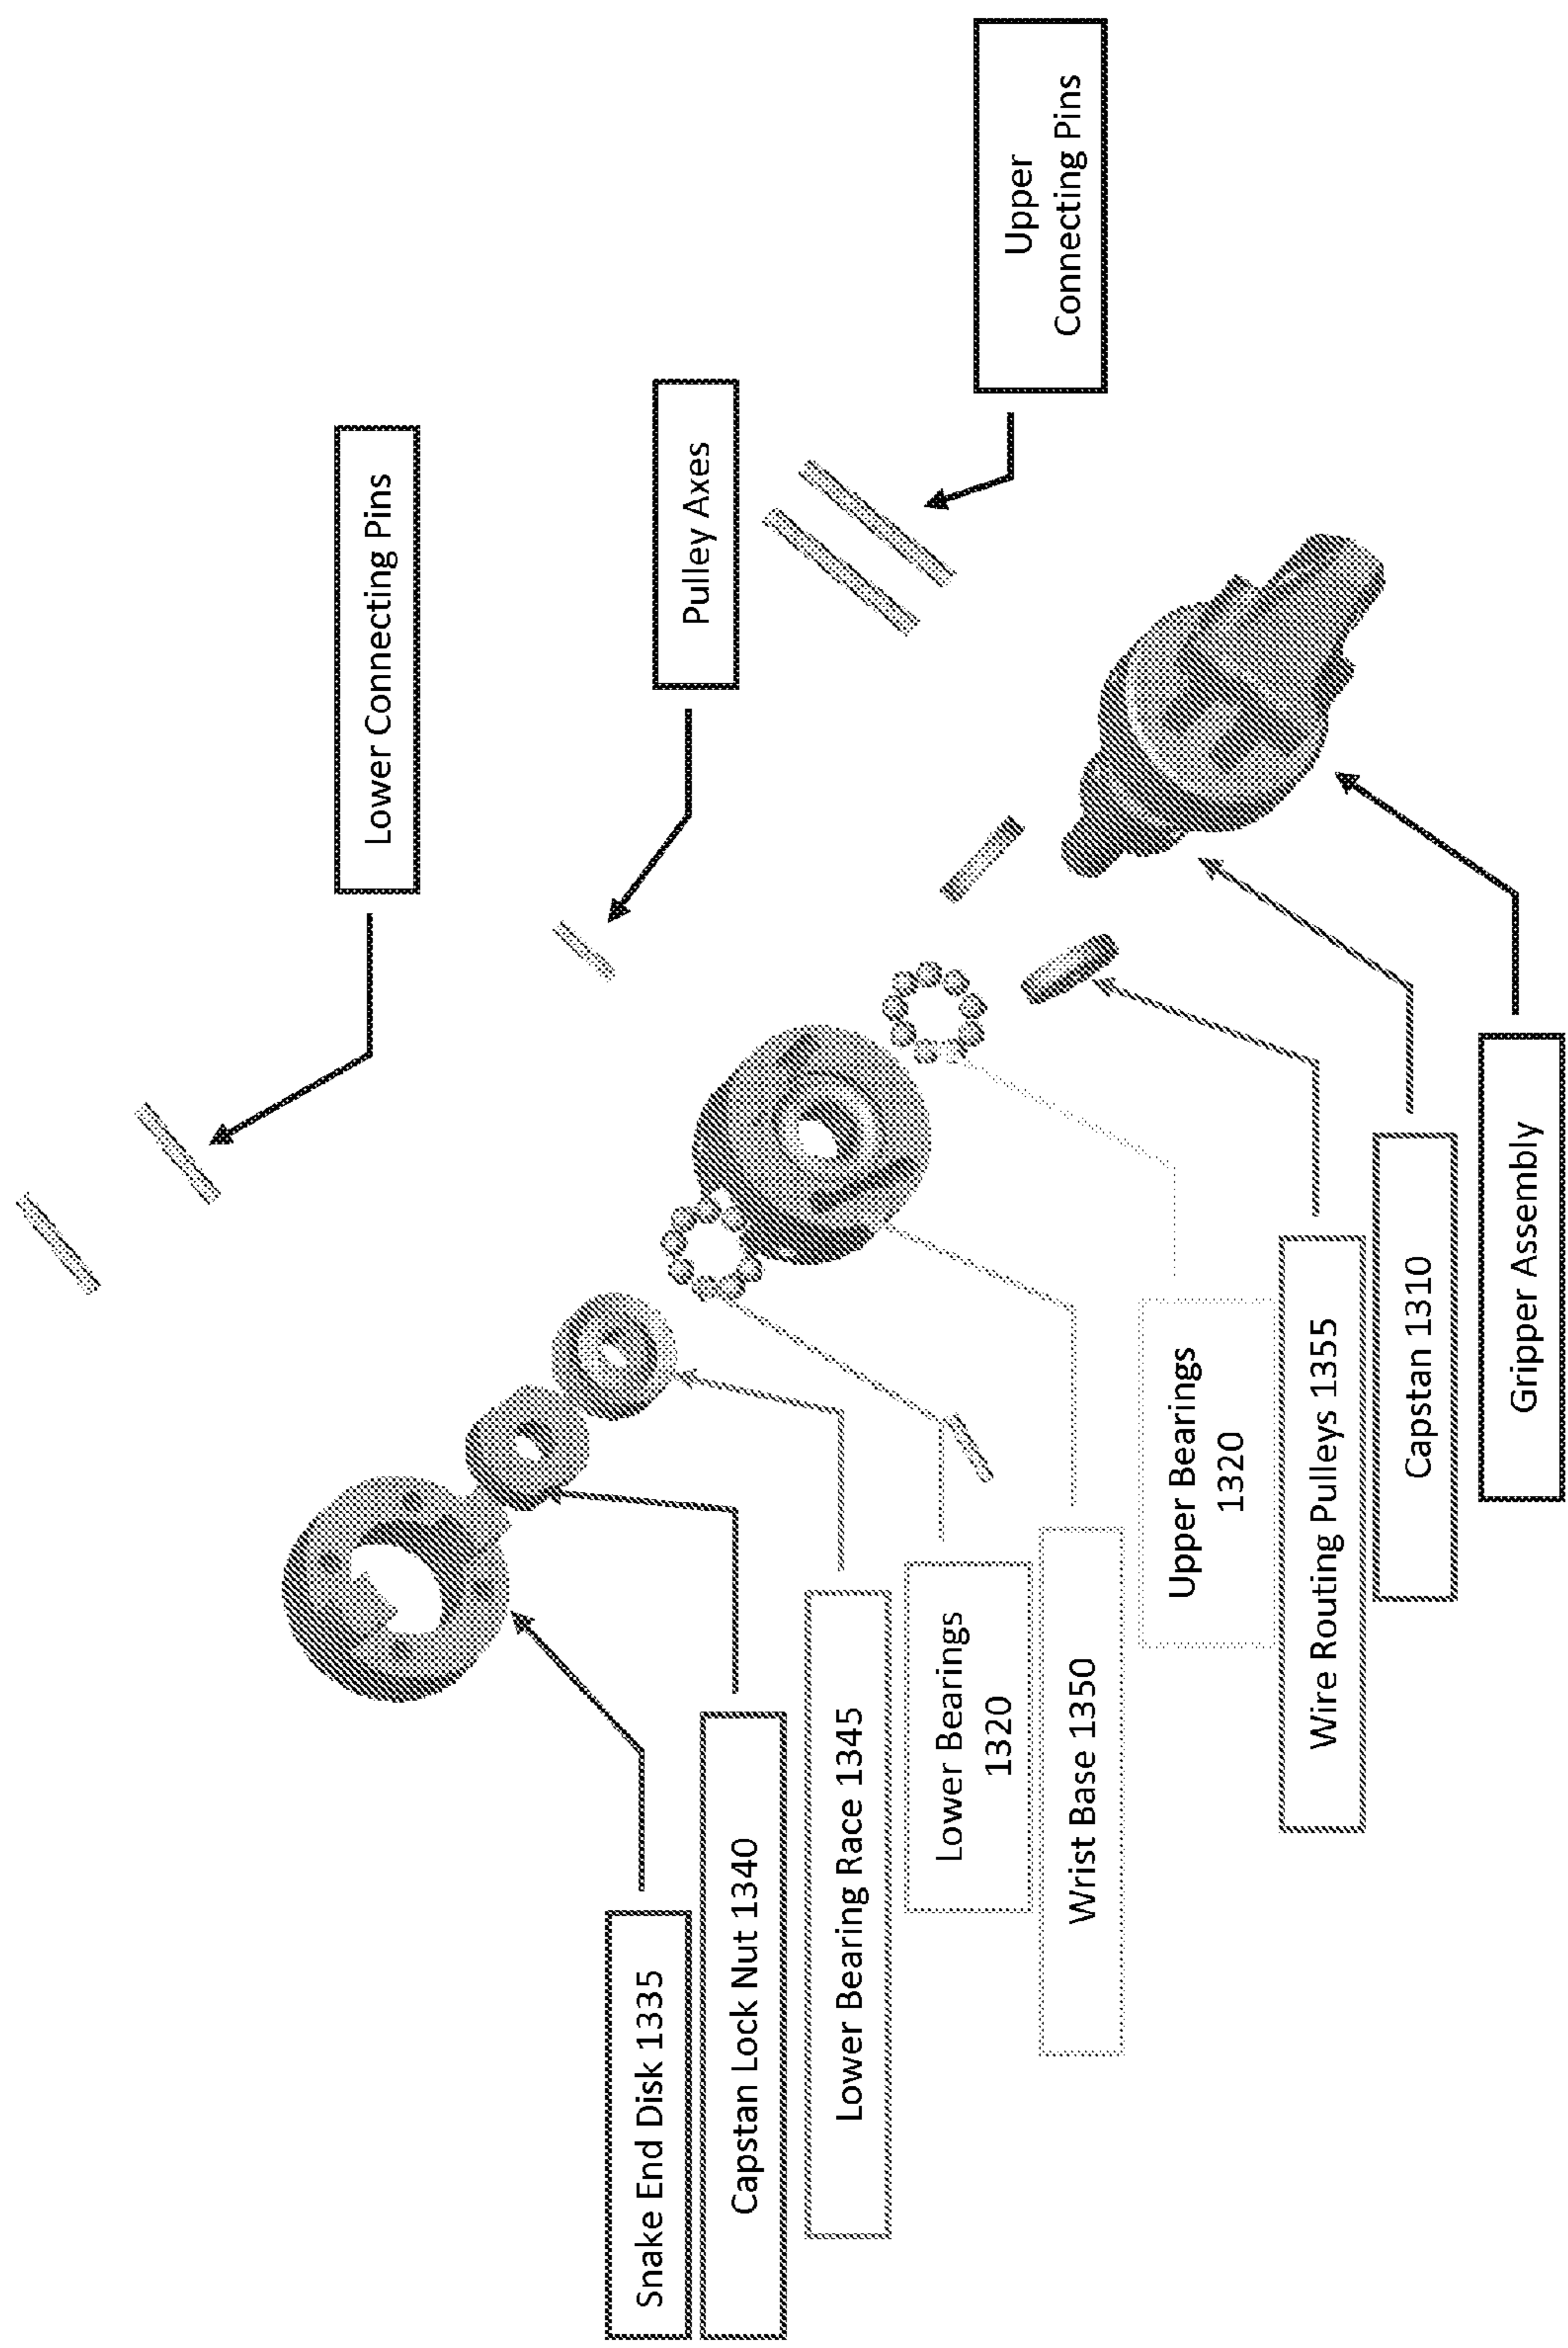 Lower Connecting Pins
Pulley Axes
Upper
Connecting Pins
Snake End Disk 1335
Capstan Lock Nut 1340
Lower Bearing Race 1345
Lower Bearings
1320
Wrist Base 1350
Upper Bearings
1320
Wire Routing Pulleys 1355
Capstan 1310
Gripper Assembly